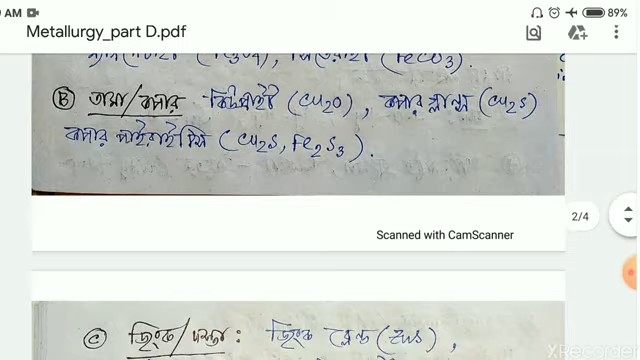 89%
Metallurgy_part D.pdf
(FeCO3).
B তামা/কপার কিউপ্রাইট (Cu2O), কপার গ্লান্স (Cu2S)
কপার পাইরাইটিস (Cu2S, Fe2S3).
2/4
Scanned with CamScanner
C জিংক/দস্তা: জিংক ব্লেন্ড (ZnS),
XRecorder